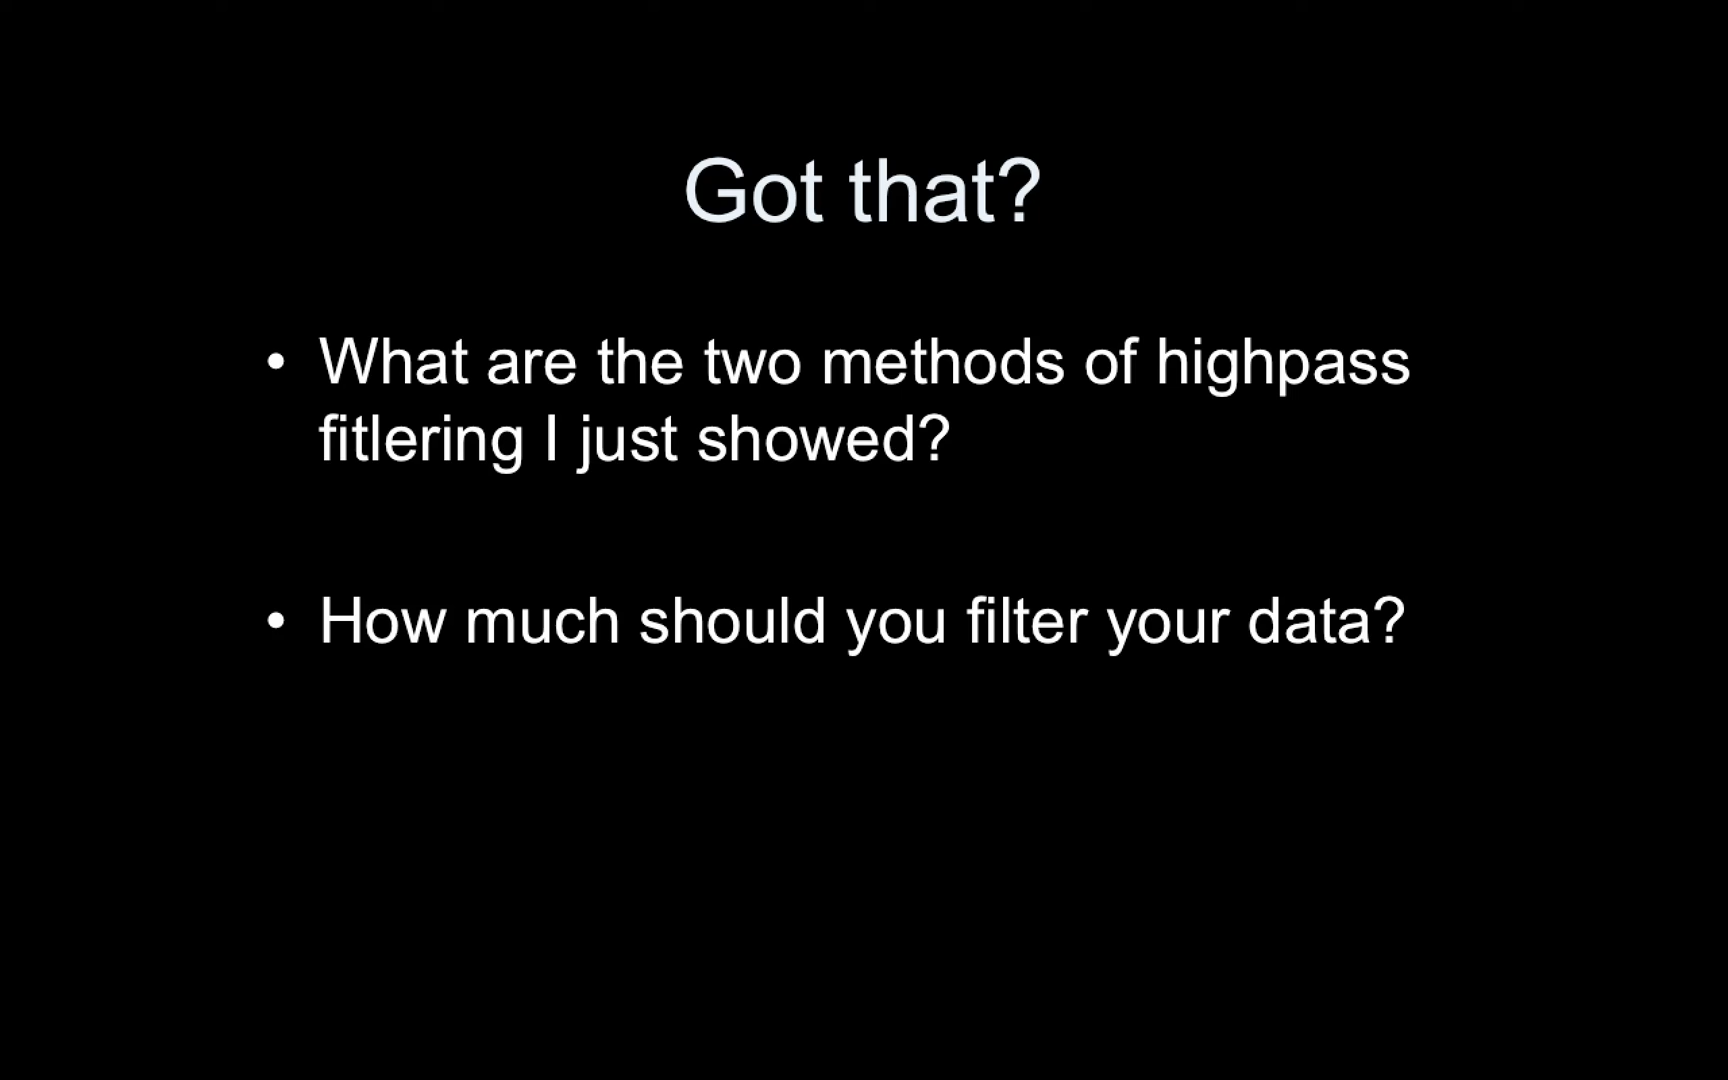 Got that?
• What are the two methods of highpass
fitlering I just showed?
• How much should you filter your data?